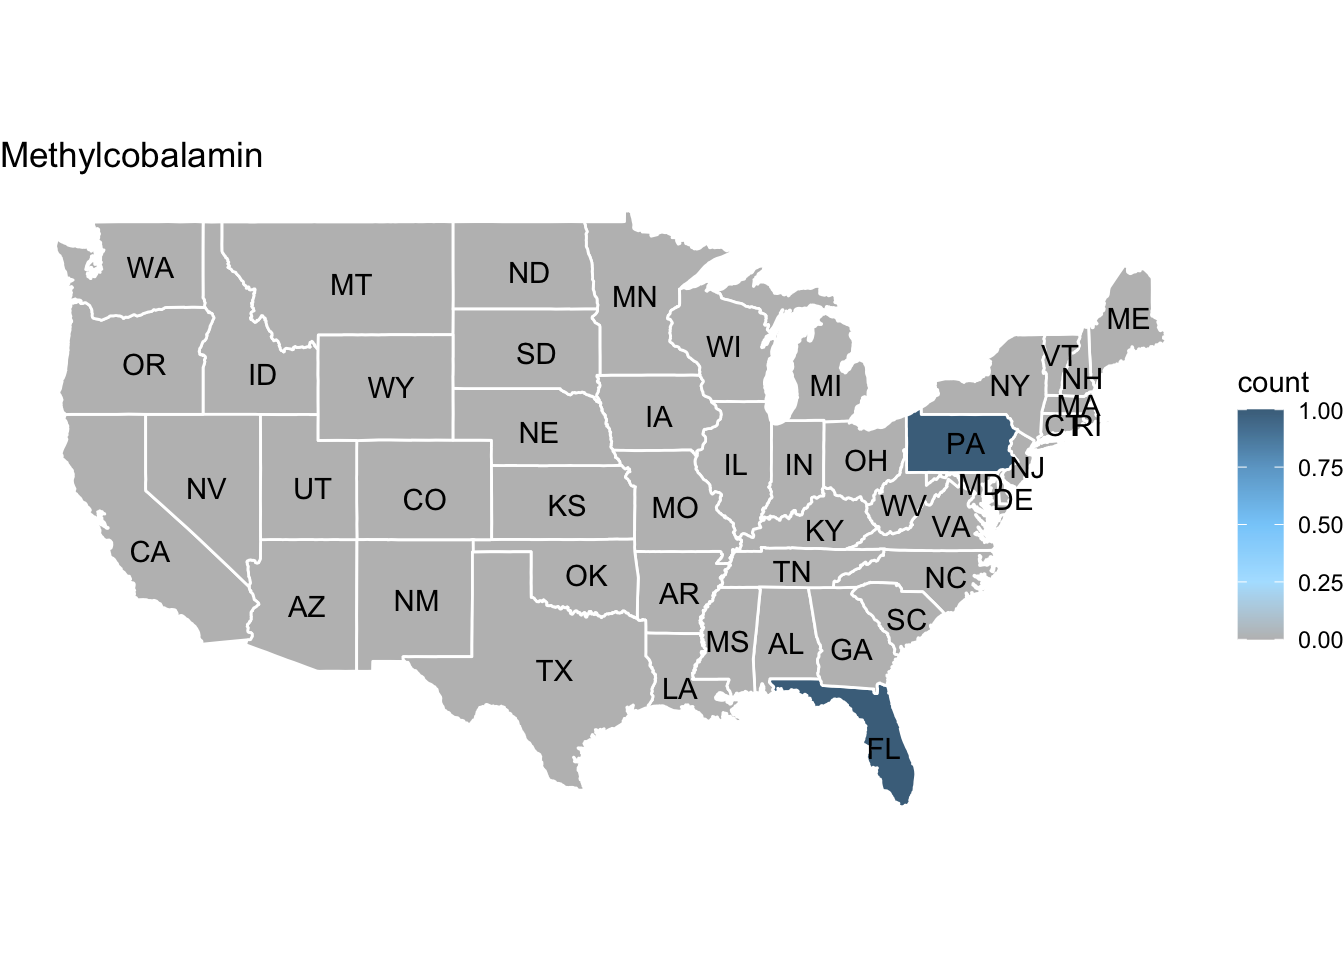 Methylcobalamin
WA
MT
ND
MN
ME
OR
ID
WY
SD
WI
MI
VT
NH
NY
MA
CT
RI
NE
IA
PA
NJ
NV
UT
CO
KS
MO
IL
IN
OH
MD
DE
WV
VA
KY
CA
AZ
NM
OK
AR
TN
NC
SC
TX
LA
MS
AL
GA
FL
count
1.00
0.75
0.50
0.25
0.00